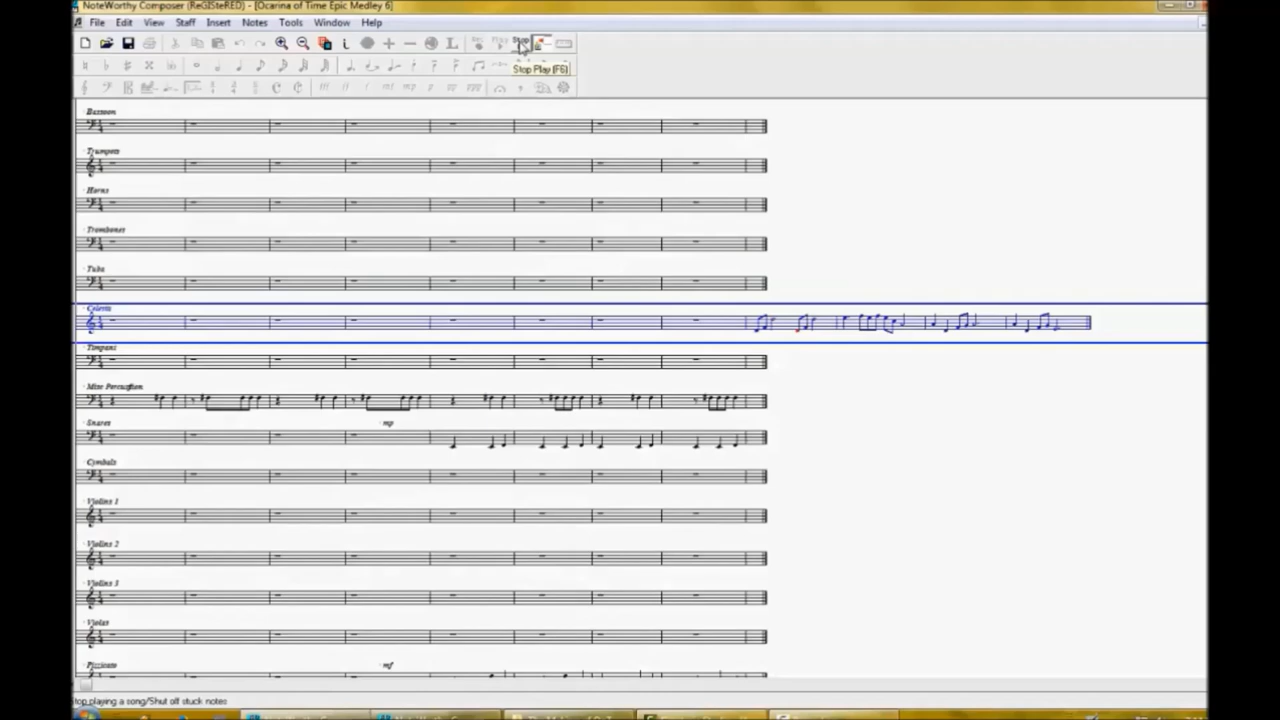 NoteWorthy Composer (ReGISteRED) - [Ocarina of Time Epic Medley 6]
File Edit View Staff Insert Notes Tools Window Help
Stop
Stop Play (F6)
Bassoon
Trumpets
Horns
Trombones
Tuba
Celesta
Timpani
Misc Percussion
Snares
mp
Cymbals
Violins 1
Violins 2
Violins 3
Violas
Pizzicato
mf
top playing a song/Shut off stuck notes